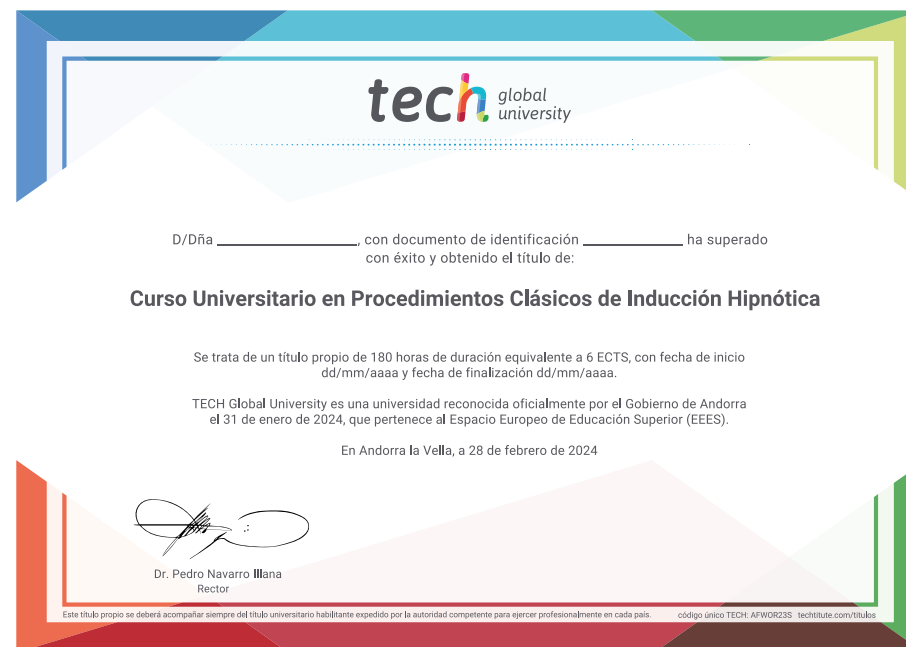 tech global university
D/Dña ____________________, con documento de identificación ______________ ha superado
con éxito y obtenido el título de:
Curso Universitario en Procedimientos Clásicos de Inducción Hipnótica
Se trata de un título propio de 180 horas de duración equivalente a 6 ECTS, con fecha de inicio
dd/mm/aaaa y fecha de finalización dd/mm/aaaa.
TECH Global University es una universidad reconocida oficialmente por el Gobierno de Andorra
el 31 de enero de 2024, que pertenece al Espacio Europeo de Educación Superior (EEES).
En Andorra la Vella, a 28 de febrero de 2024
Dr. Pedro Navarro Illana
Rector
Este título propio se deberá acompañar siempre del título universitario habilitante expedido por la autoridad competente para ejercer profesionalmente en cada país. código único TECH: AFWOR23S techtitute.com/titulos